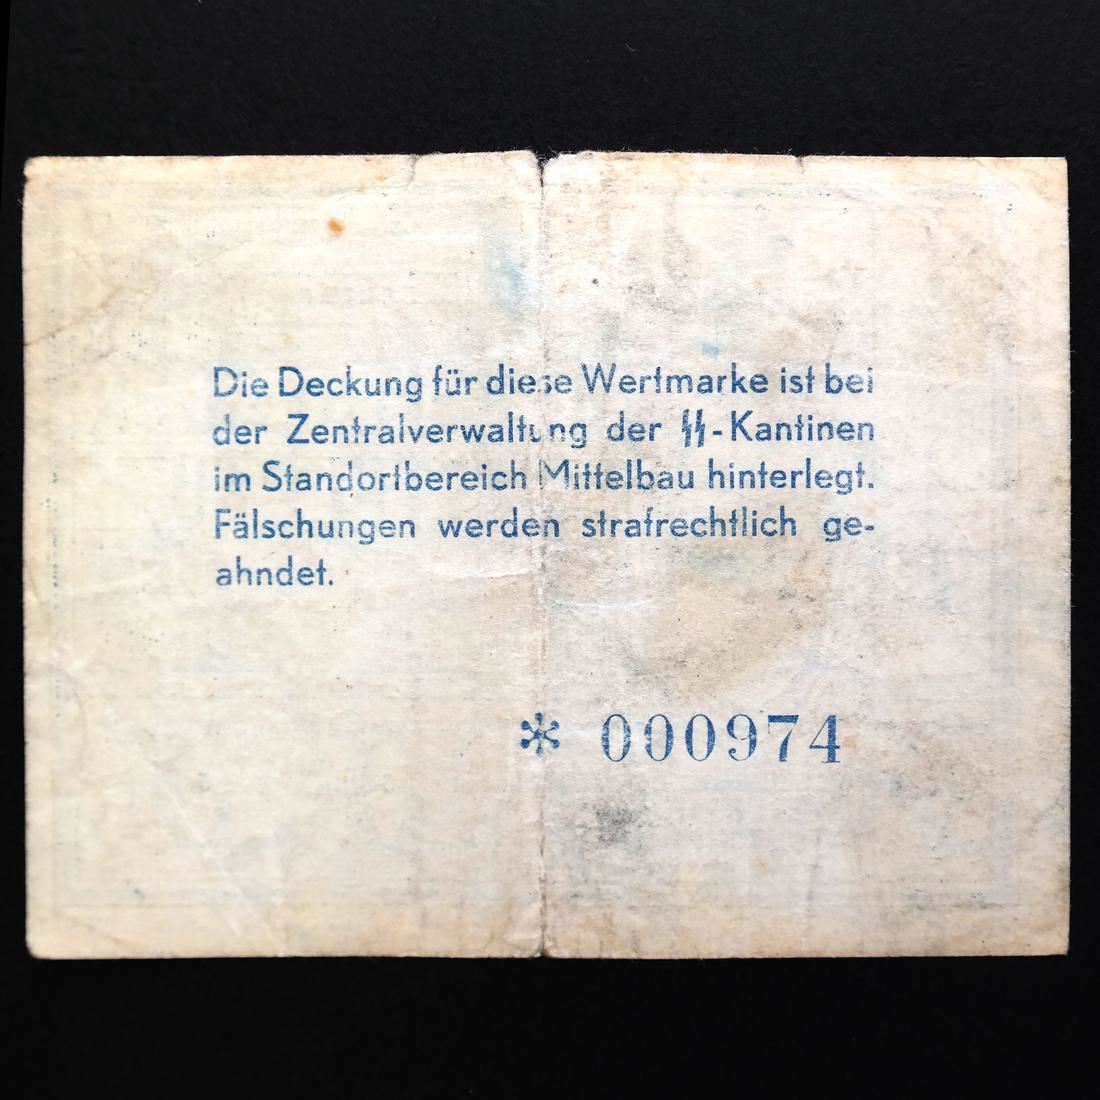 Die Deckung für diese Wertmarke ist bei
der Zentralverwaltung der ᛋᛋ-Kantinen
im Standortbereich Mittelbau hinterlegt.
Fälschungen werden strafrechtlich ge-
ahndet.
* 000974